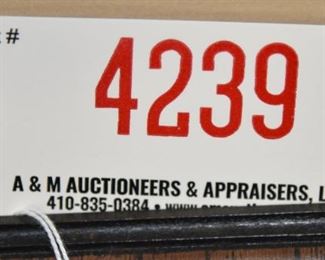 #
4239
A & M AUCTIONEERS & APPRAISERS, L
410-835-0384 •